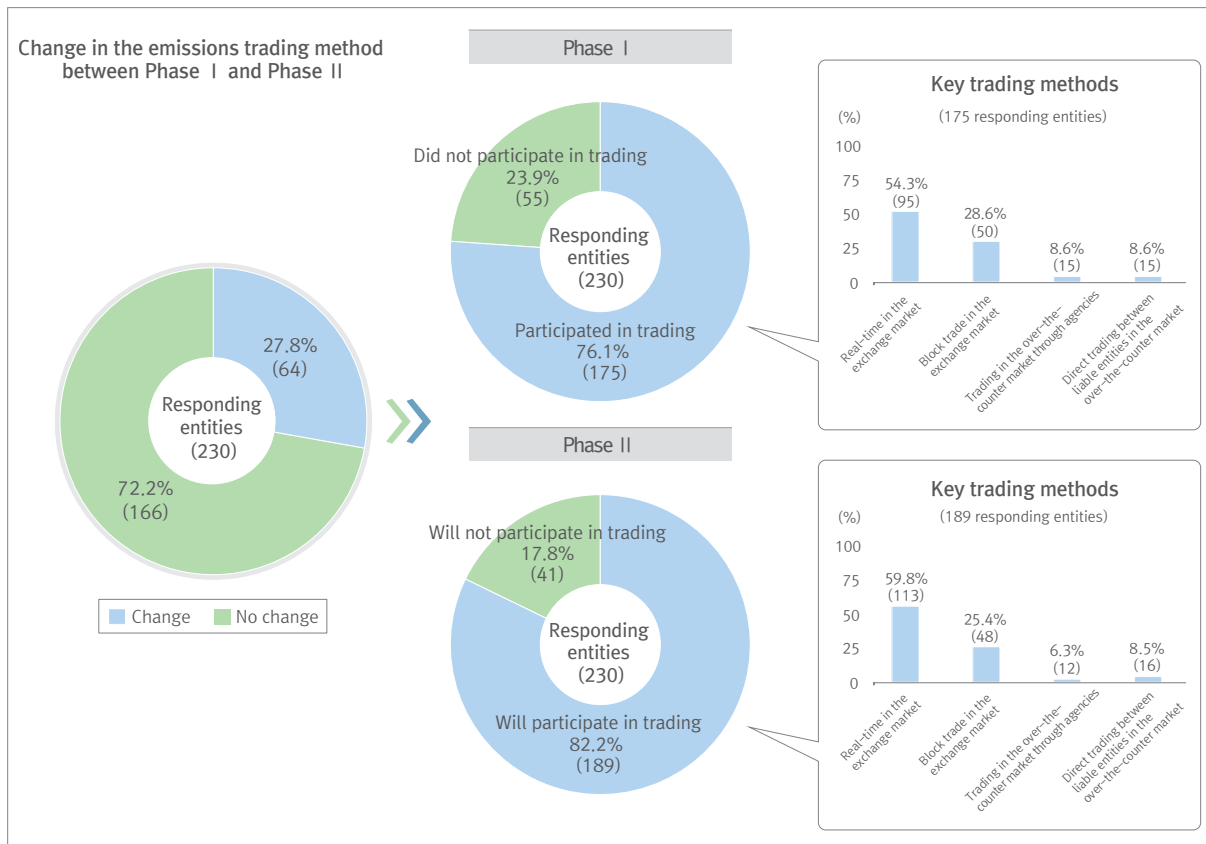 Change in the emissions trading method
between Phase Ⅰ and Phase Ⅱ
27.8%
(64)
Responding
entities
(230)
72.2%
(166)
Change
No change
Phase Ⅰ
Did not participate in trading
23.9%
(55)
Responding
entities
(230)
Participated in trading
76.1%
(175)
Key trading methods
(175 responding entities)
(%)
100
75
50
25
0
54.3%
(95)
28.6%
(50)
8.6%
(15)
8.6%
(15)
Real-time in the
exchange market
Block trade in the
exchange market
Trading in the over-the-
counter market through agencies
Direct trading between
liable entities in the
over-the-counter market
Phase Ⅱ
Will not participate in trading
17.8%
(41)
Responding
entities
(230)
Will participate in trading
82.2%
(189)
Key trading methods
(189 responding entities)
(%)
100
75
50
25
0
59.8%
(113)
25.4%
(48)
6.3%
(12)
8.5%
(16)
Real-time in the
exchange market
Block trade in the
exchange market
Trading in the over-the-
counter market through agencies
Direct trading between
liable entities in the
over-the-counter market